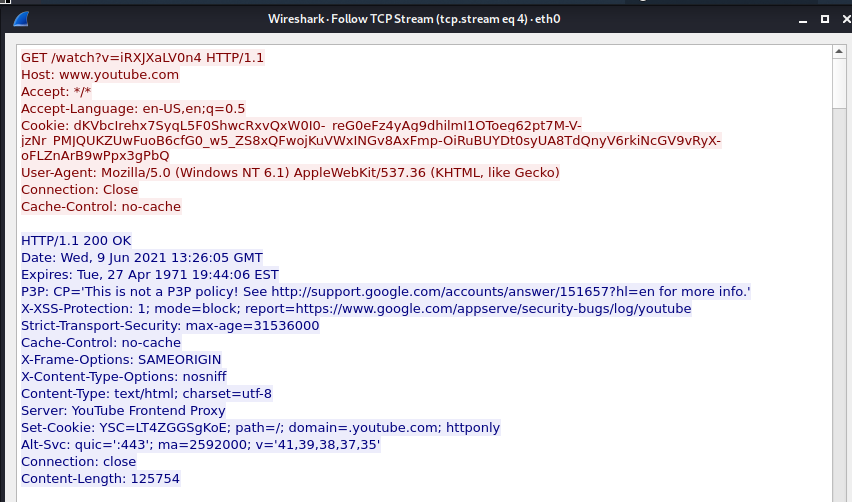 Wireshark · Follow TCP Stream (tcp.stream eq 4) · eth0
GET /watch?v=iRXJXaLV0n4 HTTP/1.1
Host: www.youtube.com
Accept: */*
Accept-Language: en-US,en;q=0.5
Cookie: dKVbcIrehx7SyqL5F0ShwcRxvQxW0I0-_reG0eFz4yAg9dhilmI1OToeg62pt7M-V-
jzNr_PMJQUKZUwFuoB6cfG0_w5_ZS8xQFwojKuVWxINGv8AxFmp-OiRuBUYDt0syUA8TdQnyV6rkiNcGV9vRyX-
oFLZnArB9wPpx3gPbQ
User-Agent: Mozilla/5.0 (Windows NT 6.1) AppleWebKit/537.36 (KHTML, like Gecko)
Connection: Close
Cache-Control: no-cache
HTTP/1.1 200 OK
Date: Wed, 9 Jun 2021 13:26:05 GMT
Expires: Tue, 27 Apr 1971 19:44:06 EST
P3P: CP='This is not a P3P policy! See http://support.google.com/accounts/answer/151657?hl=en for more info.'
X-XSS-Protection: 1; mode=block; report=https://www.google.com/appserve/security-bugs/log/youtube
Strict-Transport-Security: max-age=31536000
Cache-Control: no-cache
X-Frame-Options: SAMEORIGIN
X-Content-Type-Options: nosniff
Content-Type: text/html; charset=utf-8
Server: YouTube Frontend Proxy
Set-Cookie: YSC=LT4ZGGSgKoE; path=/; domain=.youtube.com; httponly
Alt-Svc: quic=':443'; ma=2592000; v='41,39,38,37,35'
Connection: close
Content-Length: 125754